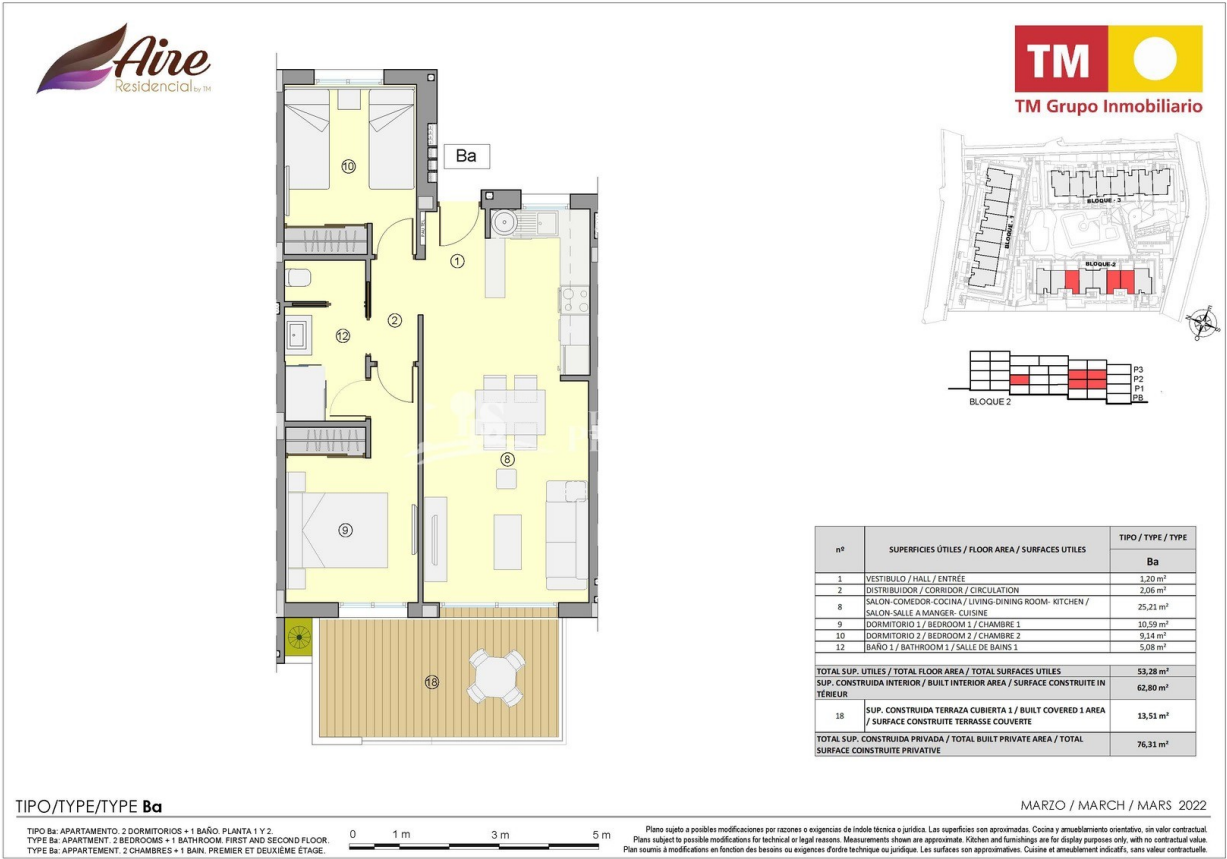 Aire
Residencial by TM
TM
TM Grupo Inmobiliario
Ba
10
1
2
12
8
9
18
BLOQUE - 3
BLOQUE - 1
BLOQUE-2
N
E
S
O
P3
P2
P1
PB
BLOQUE 2
nº
SUPERFICIES ÚTILES / FLOOR AREA / SURFACES UTILES
TIPO / TYPE / TYPE
Ba
1 VESTIBULO / HALL / ENTRÉE 1,20 m²
2 DISTRIBUIDOR / CORRIDOR / CIRCULATION 2,06 m²
8 SALON-COMEDOR-COCINA / LIVING-DINING ROOM- KITCHEN / SALON-SALLE A MANGER- CUISINE 25,21 m²
9 DORMITORIO 1 / BEDROOM 1 / CHAMBRE 1 10,59 m²
10 DORMITORIO 2 / BEDROOM 2 / CHAMBRE 2 9,14 m²
12 BAÑO 1 / BATHROOM 1 / SALLE DE BAINS 1 5,08 m²
TOTAL SUP. UTILES / TOTAL FLOOR AREA / TOTAL SURFACES UTILES 53,28 m²
SUP. CONSTRUIDA INTERIOR / BUILT INTERIOR AREA / SURFACE CONSTRUITE IN
TÉRIEUR 62,80 m²
18 SUP. CONSTRUIDA TERRAZA CUBIERTA 1 / BUILT COVERED 1 AREA
/ SURFACE CONSTRUITE TERRASSE COUVERTE 13,51 m²
TOTAL SUP. CONSTRUIDA PRIVADA / TOTAL BUILT PRIVATE AREA / TOTAL
SURFACE COINSTRUITE PRIVATIVE 76,31 m²
TIPO/TYPE/TYPE Ba
MARZO / MARCH / MARS 2022
TIPO Ba: APARTAMENTO. 2 DORMITORIOS + 1 BAÑO. PLANTA 1 Y 2.
TYPE Ba: APARTMENT. 2 BEDROOMS + 1 BATHROOM. FIRST AND SECOND FLOOR.
TYPE Ba: APPARTEMENT. 2 CHAMBRES + 1 BAIN. PREMIER ET DEUXIÈME ÉTAGE.
0 1 m 3 m 5 m
Plano sujeto a posibles modificaciones por razones o exigencias de índole técnica o jurídica. Las superficies son aproximadas. Cocina y amueblamiento orientativo, sin valor contractual.
Plans subject to possible modifications for technical or legal reasons. Measurements shown are approximate. Kitchen and furnishings are for display purposes only, with no contractual value.
Plan soumis à modifications en fonction des besoins ou exigences d'ordre technique ou juridique. Les surfaces son approximatives. Cuisine et ameublement indicatifs, sans valeur contractuelle.